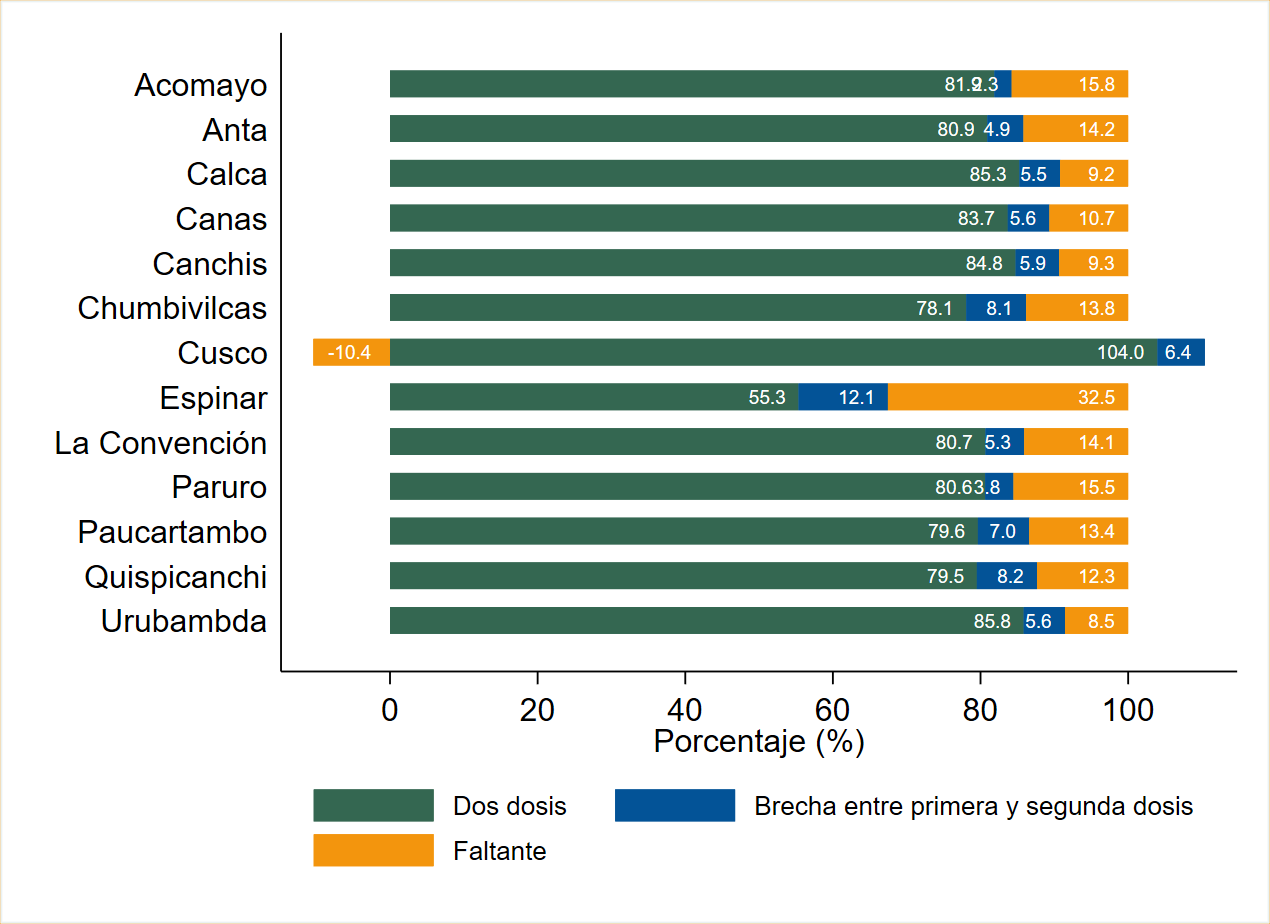 Acomayo 81.9 2.3 15.8
Anta 80.9 4.9 14.2
Calca 85.3 5.5 9.2
Canas 83.7 5.6 10.7
Canchis 84.8 5.9 9.3
Chumbivilcas 78.1 8.1 13.8
Cusco -10.4 104.0 6.4
Espinar 55.3 12.1 32.5
La Convención 80.7 5.3 14.1
Paruro 80.6 3.8 15.5
Paucartambo 79.6 7.0 13.4
Quispicanchi 79.5 8.2 12.3
Urubambda 85.8 5.6 8.5
0 20 40 60 80 100
Porcentaje (%)
Dos dosis Brecha entre primera y segunda dosis
Faltante